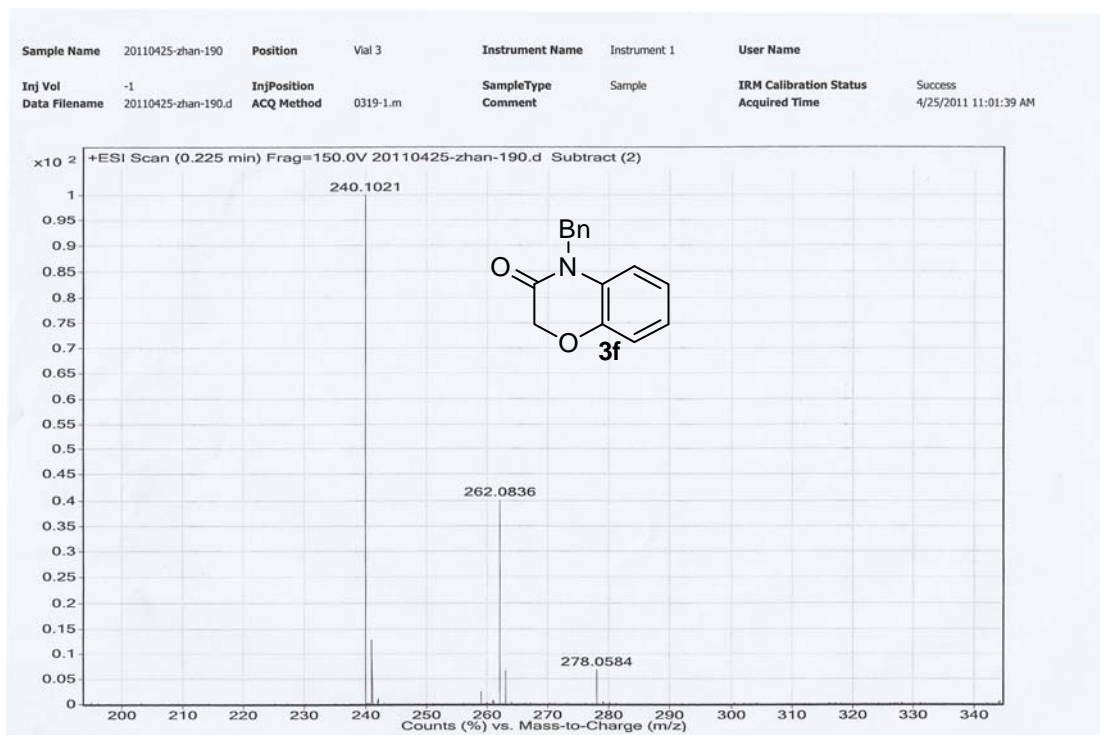 Sample Name 20110425-zhan-190 Position Vial 3 Instrument Name Instrument 1 User Name
Inj Vol -1 InjPosition SampleType Sample IRM Calibration Status Success
Data Filename 20110425-zhan-190.d ACQ Method 0319-1.m Comment Acquired Time 4/25/2011 11:01:39 AM
x10 2 +ESI Scan (0.225 min) Frag=150.0V 20110425-zhan-190.d Subtract (2)
240.1021
1
0.95
0.9
0.85
0.8
0.75
0.7
0.65
0.6
0.55
0.5
0.45
0.4
0.35
0.3
0.25
0.2
0.15
0.1
0.05
0
Bn
O N
O 3f
262.0836
278.0584
200 210 220 230 240 250 260 270 280 290 300 310 320 330 340
Counts (%) vs. Mass-to-Charge (m/z)